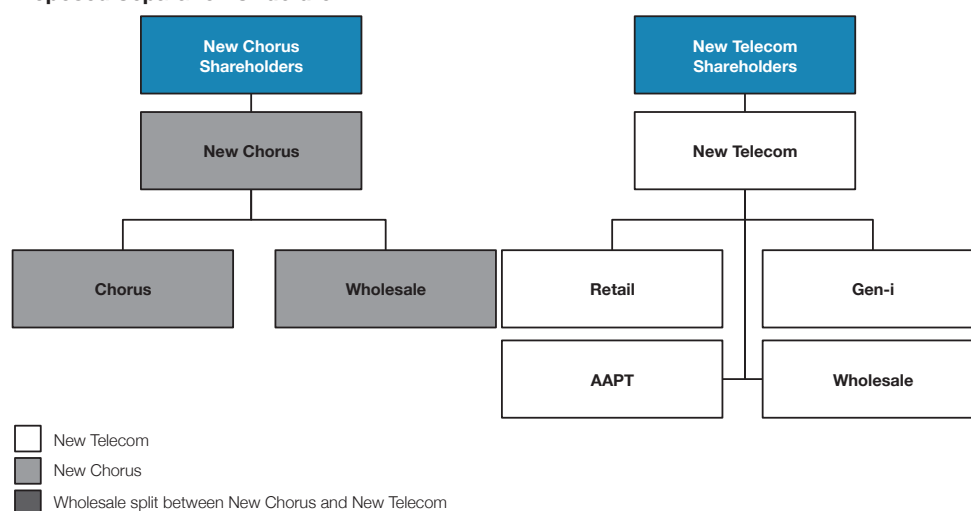 New Chorus
Shareholders
New Telecom
Shareholders
New Chorus
New Telecom
Chorus
Wholesale
Retail
Gen-i
AAPT
Wholesale
New Telecom
New Chorus
Wholesale split between New Chorus and New Telecom